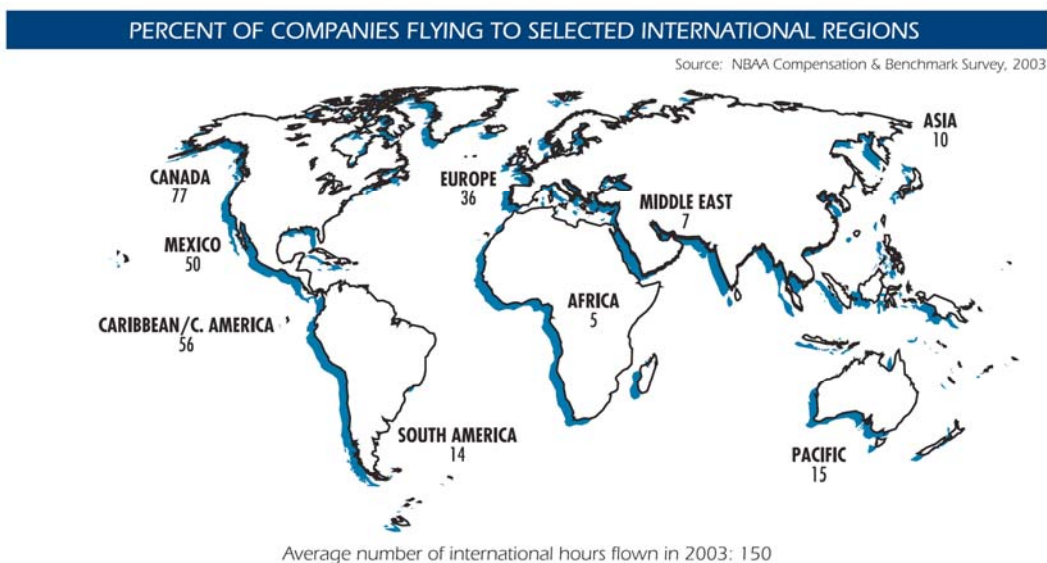 PERCENT OF COMPANIES FLYING TO SELECTED INTERNATIONAL REGIONS
Source: NBAA Compensation & Benchmark Survey, 2003
ASIA
10
CANADA
77
EUROPE
36
MIDDLE EAST
7
MEXICO
50
AFRICA
5
CARIBBEAN/C. AMERICA
56
SOUTH AMERICA
14
PACIFIC
15
Average number of international hours flown in 2003: 150